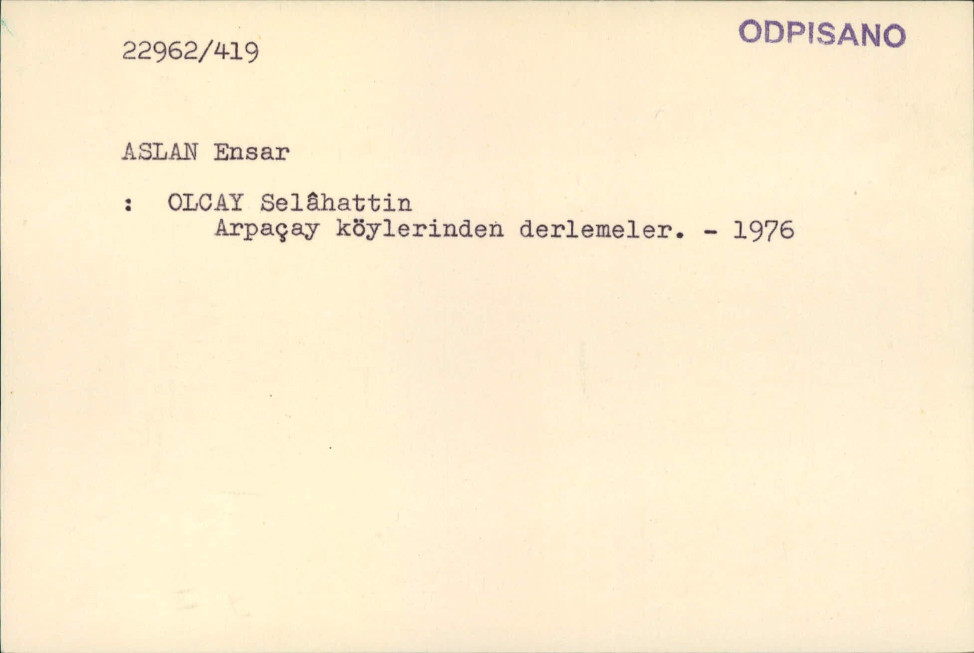 ODPISANO
22962/419
ASLAN Ensar
: OLCAY Selâhattin
Arpaçay köylerinden derlemeler. - 1976